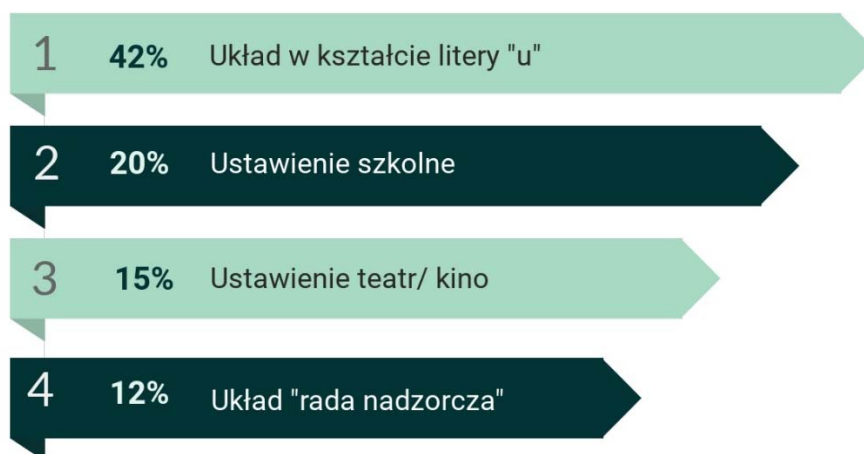 1 42% Układ w kształcie litery "u"
2 20% Ustawienie szkolne
3 15% Ustawienie teatr/ kino
4 12% Układ "rada nadzorcza"